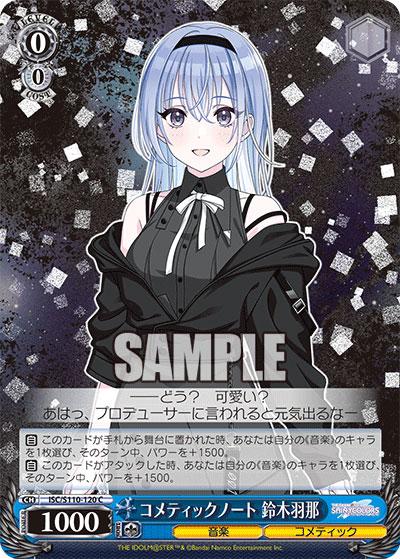 LEVEL
0
0
COST
SAMPLE
——どう？　可愛い？
あはっ、プロデューサーに言われると元気出るなー
自 このカードが手札から舞台に置かれた時、あなたは自分の《音楽》のキャラ
を1枚選び、そのターン中、パワーを＋1500。
自 このカードがアタックした時、あなたは自分の《音楽》のキャラを1枚選び、
そのターン中、パワーを＋1500。
ISC/S110-120 C
1000
コメティックノート 鈴木羽那
THE IDOLM@STER SHINYCOLORS
音楽
コメティック
THE IDOLM@STER™& ©Bandai Namco Entertainment Inc.